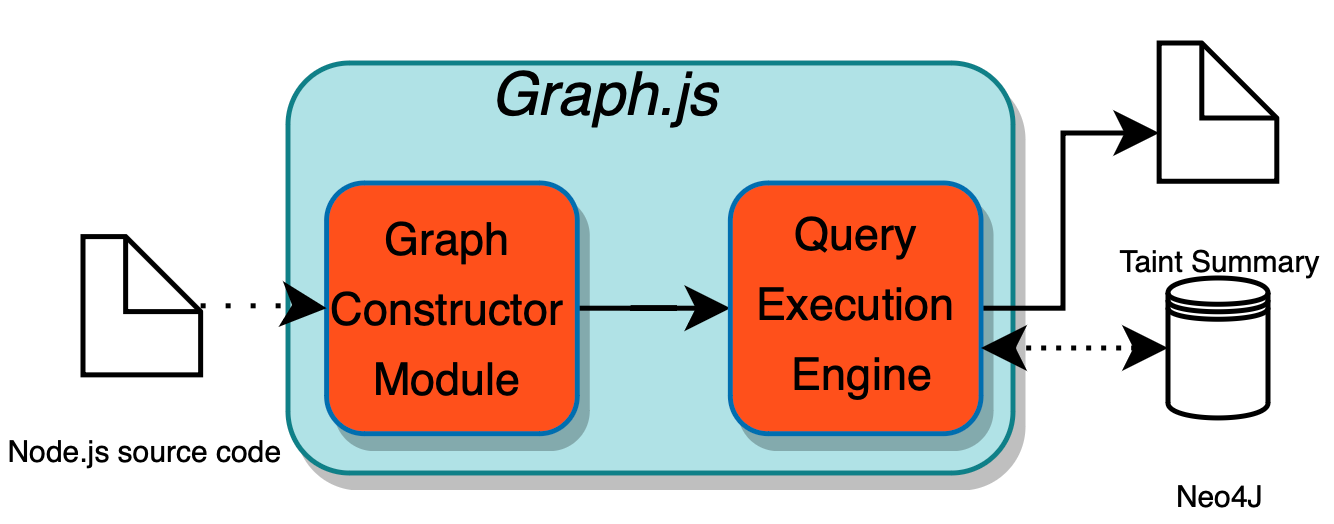 Graph.js
Graph
Constructor
Module
Query
Execution
Engine
Node.js source code
Taint Summary
Neo4J